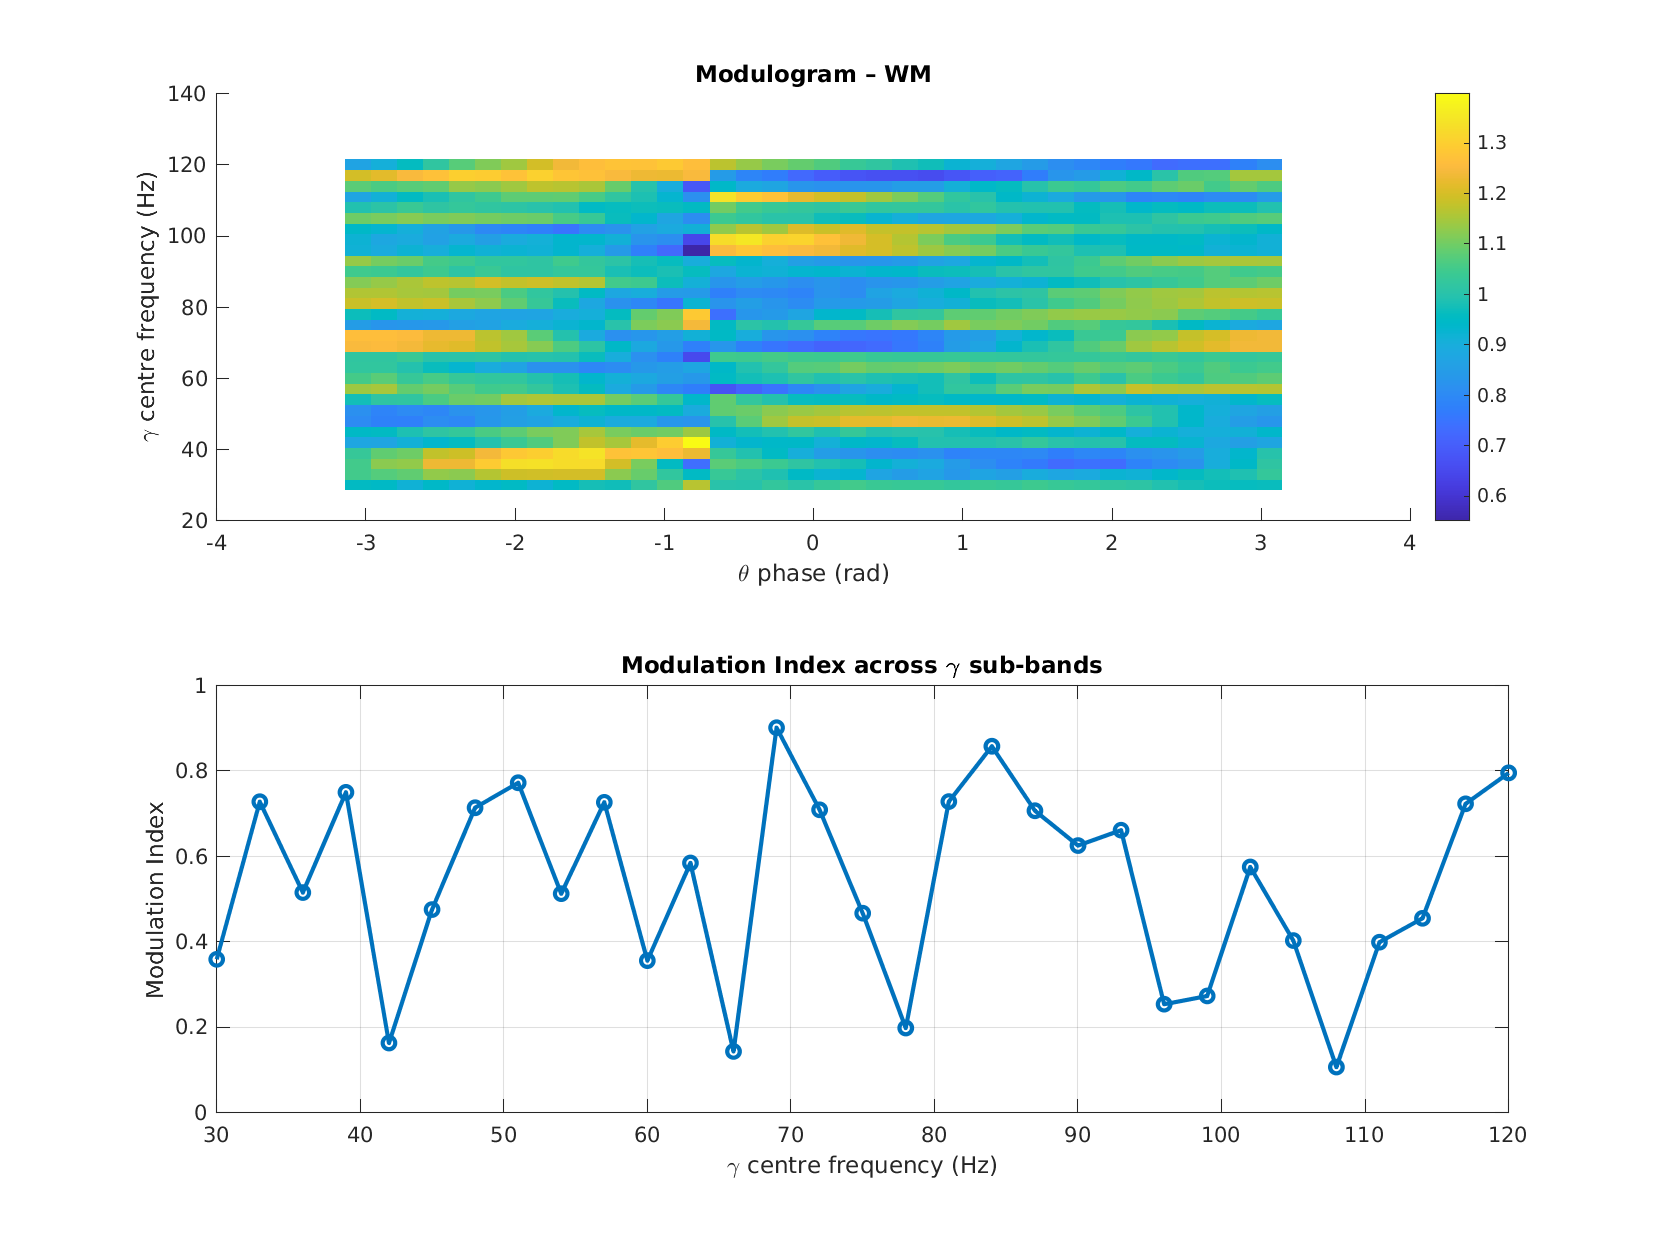 Modulogram – WM
140
120
100
80
60
40
20
γ centre frequency (Hz)
-4 -3 -2 -1 0 1 2 3 4
θ phase (rad)
1.3
1.2
1.1
1
0.9
0.8
0.7
0.6
Modulation Index across γ sub-bands
1
0.8
0.6
0.4
0.2
0
Modulation Index
30 40 50 60 70 80 90 100 110 120
γ centre frequency (Hz)